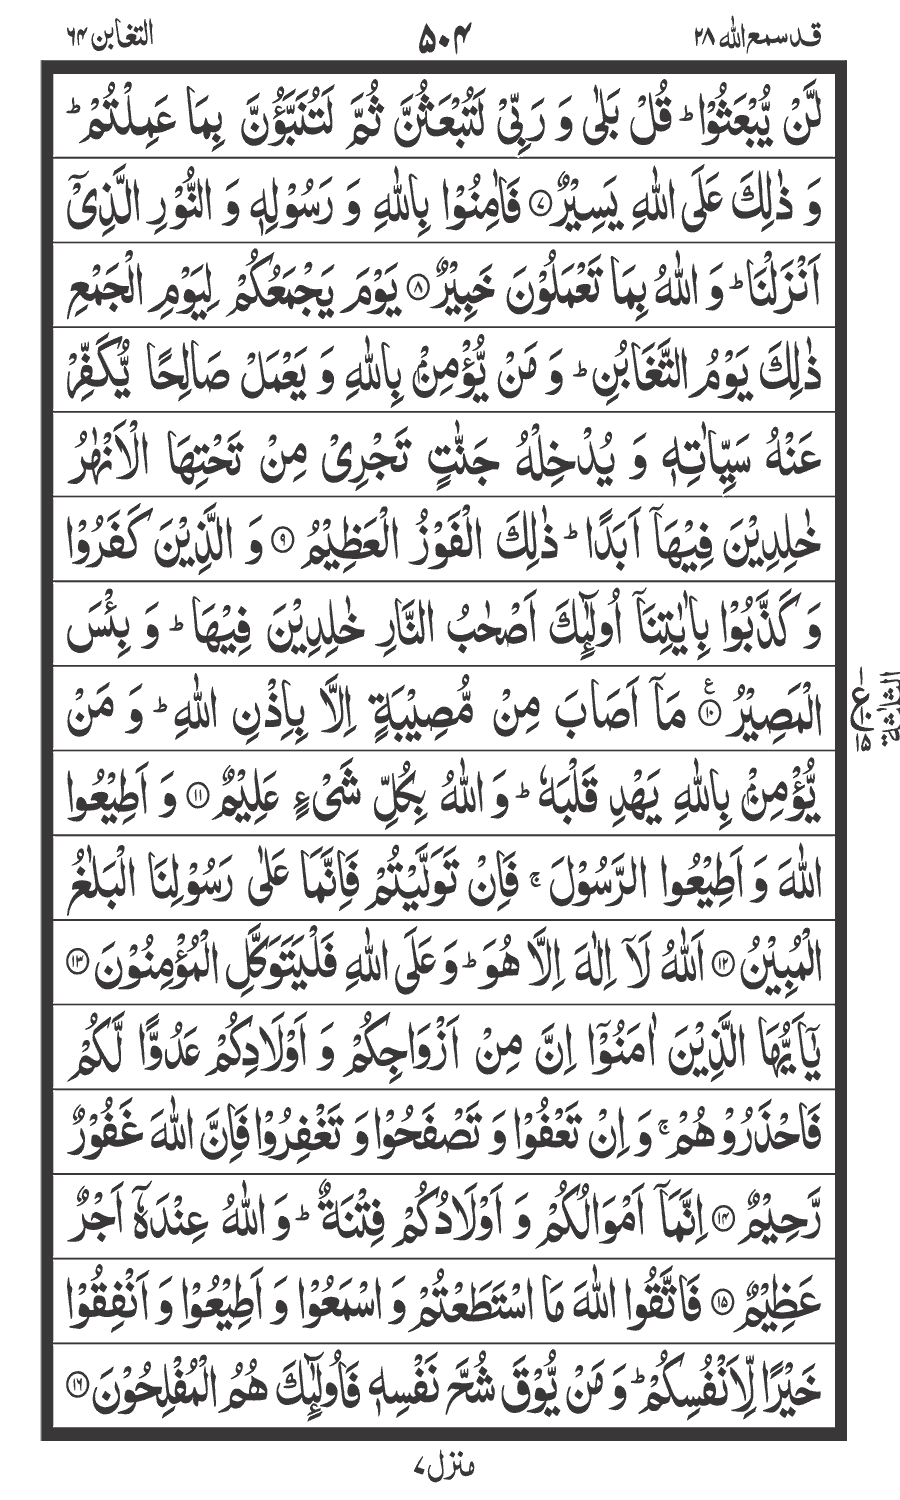 قد سمع الله ۲۸ ۵۰۴ التغابن ۶۴
لَّنْ یُّبْعَثُوْا ؕ قُلْ بَلٰی وَ رَبِّیْ لَتُبْعَثُنَّ ثُمَّ لَتُنَبَّؤُنَّ بِمَا عَمِلْتُمْ ؕ
وَ ذٰلِكَ عَلَی اللّٰهِ یَسِیْرٌ ﴿۷﴾ فَاٰمِنُوْا بِاللّٰهِ وَ رَسُوْلِهٖ وَ النُّوْرِ الَّذِیْۤ
اَنْزَلْنَا ؕ وَ اللّٰهُ بِمَا تَعْمَلُوْنَ خَبِیْرٌ ﴿۸﴾ یَوْمَ یَجْمَعُكُمْ لِیَوْمِ الْجَمْعِ
ذٰلِكَ یَوْمُ التَّغَابُنِ ؕ وَ مَنْ یُّؤْمِنْۢ بِاللّٰهِ وَ یَعْمَلْ صَالِحًا یُّكَفِّرْ
عَنْهُ سَیِّاٰتِهٖ وَ یُدْخِلْهُ جَنّٰتٍ تَجْرِیْ مِنْ تَحْتِهَا الْاَنْهٰرُ
خٰلِدِیْنَ فِیْهَاۤ اَبَدًا ؕ ذٰلِكَ الْفَوْزُ الْعَظِیْمُ ﴿۹﴾ وَ الَّذِیْنَ كَفَرُوْا
وَ كَذَّبُوْا بِاٰیٰتِنَاۤ اُولٰٓىِٕكَ اَصْحٰبُ النَّارِ خٰلِدِیْنَ فِیْهَا ؕ وَ بِئْسَ
الْمَصِیْرُ ﴿۱۰﴾ ع مَاۤ اَصَابَ مِنْ مُّصِیْبَةٍ اِلَّا بِاِذْنِ اللّٰهِ ؕ وَ مَنْ
یُّؤْمِنْۢ بِاللّٰهِ یَهْدِ قَلْبَهٗ ؕ وَ اللّٰهُ بِكُلِّ شَیْءٍ عَلِیْمٌ ﴿۱۱﴾ وَ اَطِیْعُوا
اللّٰهَ وَ اَطِیْعُوا الرَّسُوْلَ ۚ فَاِنْ تَوَلَّیْتُمْ فَاِنَّمَا عَلٰی رَسُوْلِنَا الْبَلٰغُ
الْمُبِیْنُ ﴿۱۲﴾ اَللّٰهُ لَاۤ اِلٰهَ اِلَّا هُوَ ؕ وَ عَلَی اللّٰهِ فَلْیَتَوَكَّلِ الْمُؤْمِنُوْنَ ﴿۱۳﴾
یٰۤاَیُّهَا الَّذِیْنَ اٰمَنُوْۤا اِنَّ مِنْ اَزْوَاجِكُمْ وَ اَوْلَادِكُمْ عَدُوًّا لَّكُمْ
فَاحْذَرُوْهُمْ ۚ وَ اِنْ تَعْفُوْا وَ تَصْفَحُوْا وَ تَغْفِرُوْا فَاِنَّ اللّٰهَ غَفُوْرٌ
رَّحِیْمٌ ﴿۱۴﴾ اِنَّمَاۤ اَمْوَالُكُمْ وَ اَوْلَادُكُمْ فِتْنَةٌ ؕ وَ اللّٰهُ عِنْدَهٗۤ اَجْرٌ
عَظِیْمٌ ﴿۱۵﴾ فَاتَّقُوا اللّٰهَ مَا اسْتَطَعْتُمْ وَ اسْمَعُوْا وَ اَطِیْعُوْا وَ اَنْفِقُوْا
خَیْرًا لِّاَنْفُسِكُمْ ؕ وَ مَنْ یُّوْقَ شُحَّ نَفْسِهٖ فَاُولٰٓىِٕكَ هُمُ الْمُفْلِحُوْنَ ﴿۱۶﴾
منزل ۷
ع ۱ ۱۵
الثلثة